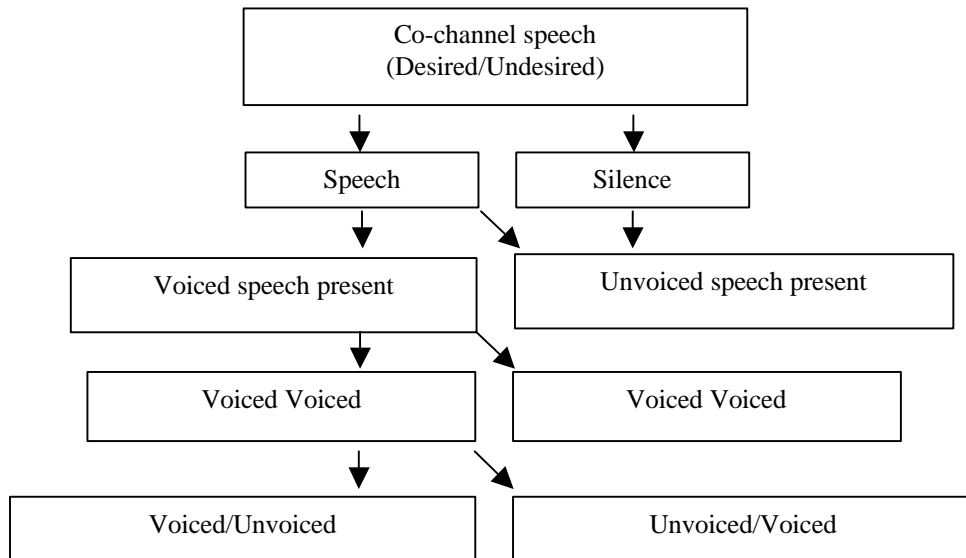 Co-channel speech
(Desired/Undesired)
Speech
Silence
Voiced speech present
Unvoiced speech present
Voiced Voiced
Voiced Voiced
Voiced/Unvoiced
Unvoiced/Voiced